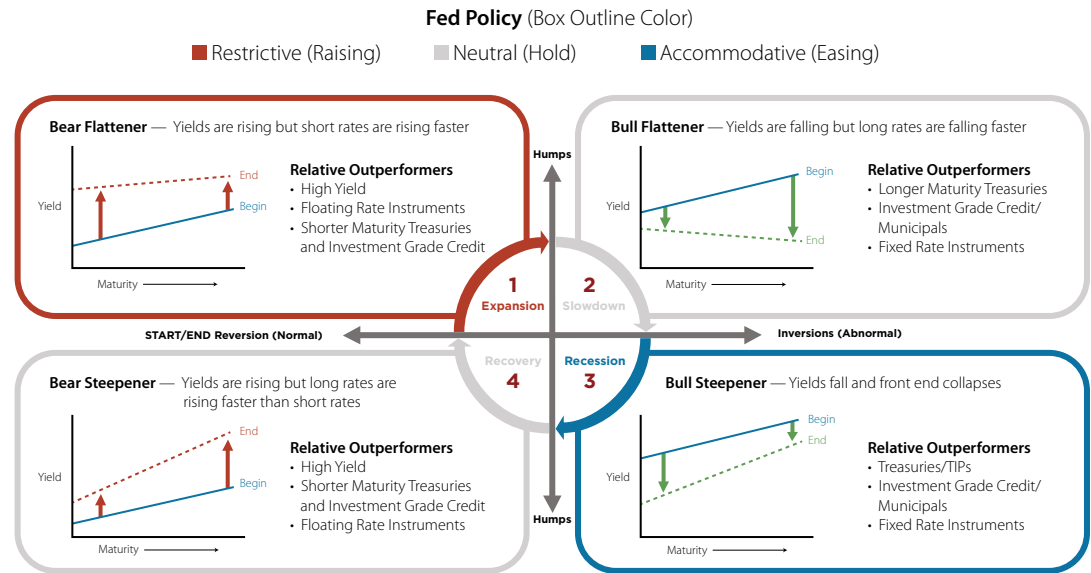 Fed Policy (Box Outline Color)
Restrictive (Raising)
Neutral (Hold)
Accommodative (Easing)
Bear Flattener — Yields are rising but short rates are rising faster
Yield
End
Begin
Maturity
Relative Outperformers
• High Yield
• Floating Rate Instruments
• Shorter Maturity Treasuries
and Investment Grade Credit
Bull Flattener — Yields are falling but long rates are falling faster
Yield
Begin
End
Maturity
Relative Outperformers
• Longer Maturity Treasuries
• Investment Grade Credit/
Municipals
• Fixed Rate Instruments
Humps
1
Expansion
2
Slowdown
START/END Reversion (Normal)
Inversions (Abnormal)
Recovery
4
Recession
3
Humps
Bear Steepener — Yields are rising but long rates are
rising faster than short rates
Yield
End
Begin
Maturity
Relative Outperformers
• High Yield
• Shorter Maturity Treasuries
and Investment Grade Credit
• Floating Rate Instruments
Bull Steepener — Yields fall and front end collapses
Yield
Begin
End
Maturity
Relative Outperformers
• Treasuries/TIPs
• Investment Grade Credit/
Municipals
• Fixed Rate Instruments